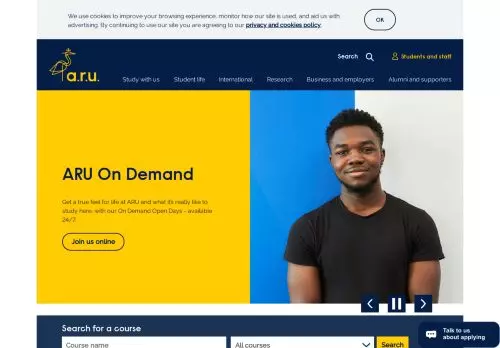 We use cookies to improve your browsing experience, monitor how our site is used, and aid us with
advertising. By continuing to use our site you are agreeing to our privacy and cookies policy.
OK
Search
Students and staff
a.r.u.
Study with us
Student life
International
Research
Business and employers
Alumni and supporters
ARU On Demand
Get a true feel for life at ARU and what it's really like to
study here, with our On Demand Open Days - available
24/7.
Join us online
Search for a course
Course name
All courses
Search
Talk to us
about applying